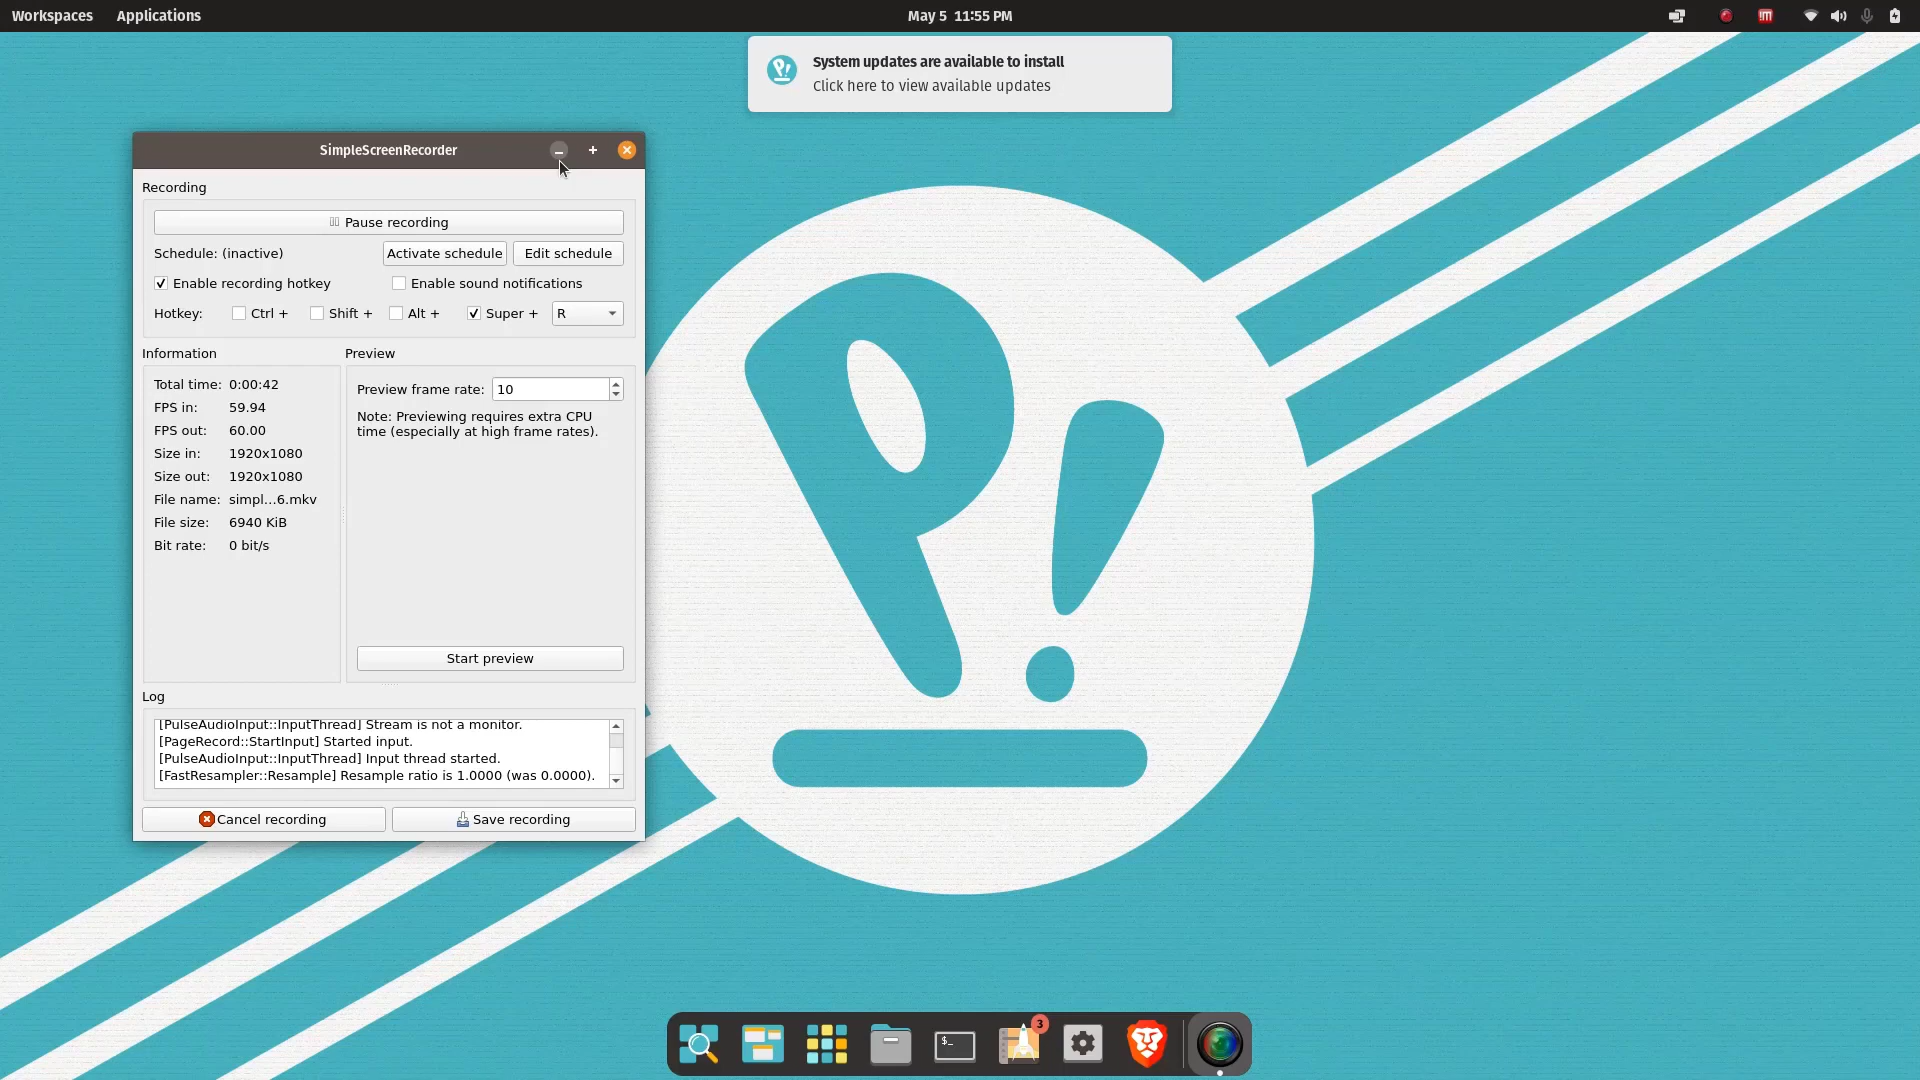 Workspaces Applications May 5 11:55 PM
System updates are available to install
Click here to view available updates
SimpleScreenRecorder
Recording
Pause recording
Schedule: (inactive) Activate schedule Edit schedule
Enable recording hotkey Enable sound notifications
Hotkey: Ctrl + Shift + Alt + Super + R
Information
Total time: 0:00:42
FPS in: 59.94
FPS out: 60.00
Size in: 1920x1080
Size out: 1920x1080
File name: simpl...6.mkv
File size: 6940 KiB
Bit rate: 0 bit/s
Preview
Preview frame rate: 10
Note: Previewing requires extra CPU
time (especially at high frame rates).
Start preview
Log
[PulseAudioInput::InputThread] Stream is not a monitor.
[PageRecord::StartInput] Started input.
[PulseAudioInput::InputThread] Input thread started.
[FastResampler::Resample] Resample ratio is 1.0000 (was 0.0000).
Cancel recording Save recording
P!
$_
3